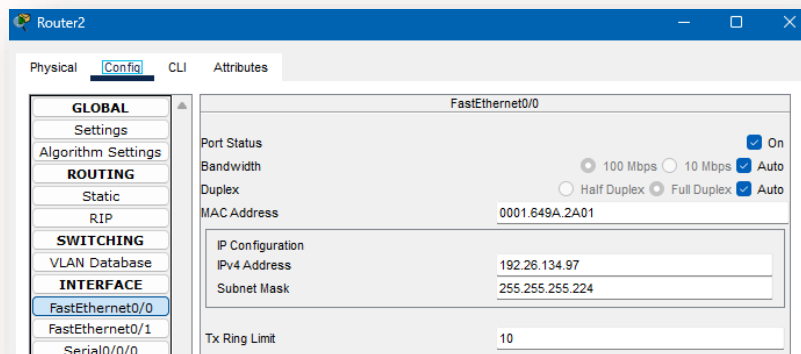 Router2
Physical Config CLI Attributes
GLOBAL
Settings
Algorithm Settings
ROUTING
Static
RIP
SWITCHING
VLAN Database
INTERFACE
FastEthernet0/0
FastEthernet0/1
Serial0/0/0
FastEthernet0/0
Port Status On
Bandwidth 100 Mbps 10 Mbps Auto
Duplex Half Duplex Full Duplex Auto
MAC Address 0001.649A.2A01
IP Configuration
IPv4 Address 192.26.134.97
Subnet Mask 255.255.255.224
Tx Ring Limit 10